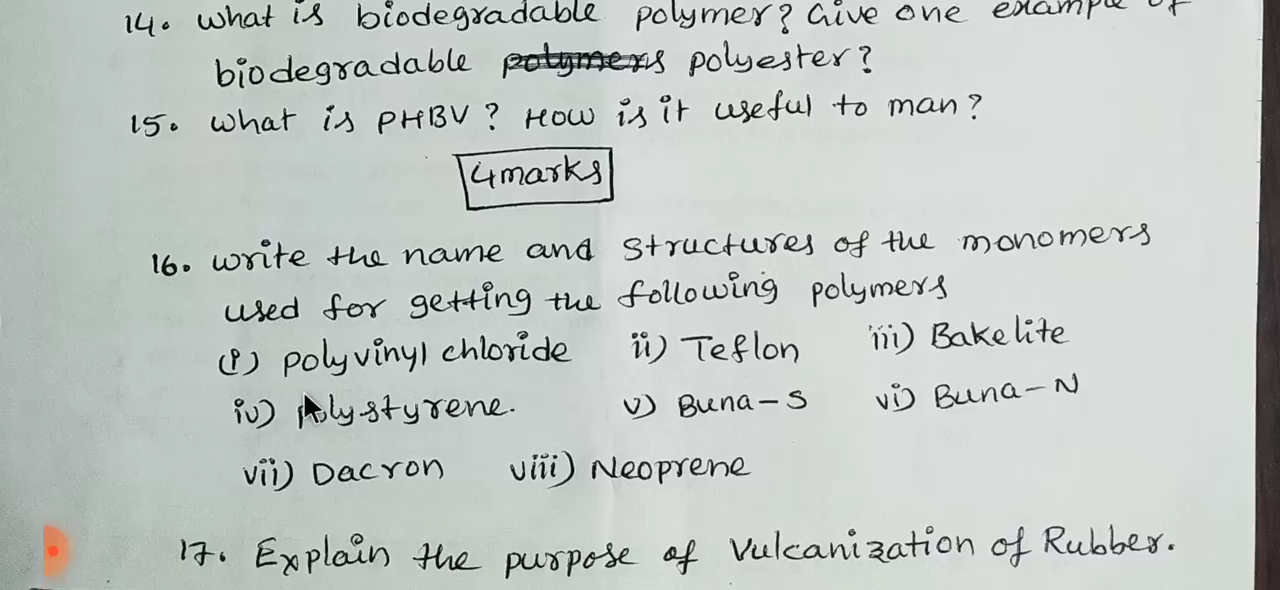 14. What is biodegradable polymer? Give one example of
biodegradable polymers polyester?
15. What is PHBV? How is it useful to man?
4marks
16. Write the name and structures of the monomers
used for getting the following polymers
(i) Polyvinyl chloride ii) Teflon iii) Bakelite
iv) Polystyrene. v) Buna-S vi) Buna-N
vii) Dacron viii) Neoprene
17. Explain the purpose of Vulcanization of Rubber.